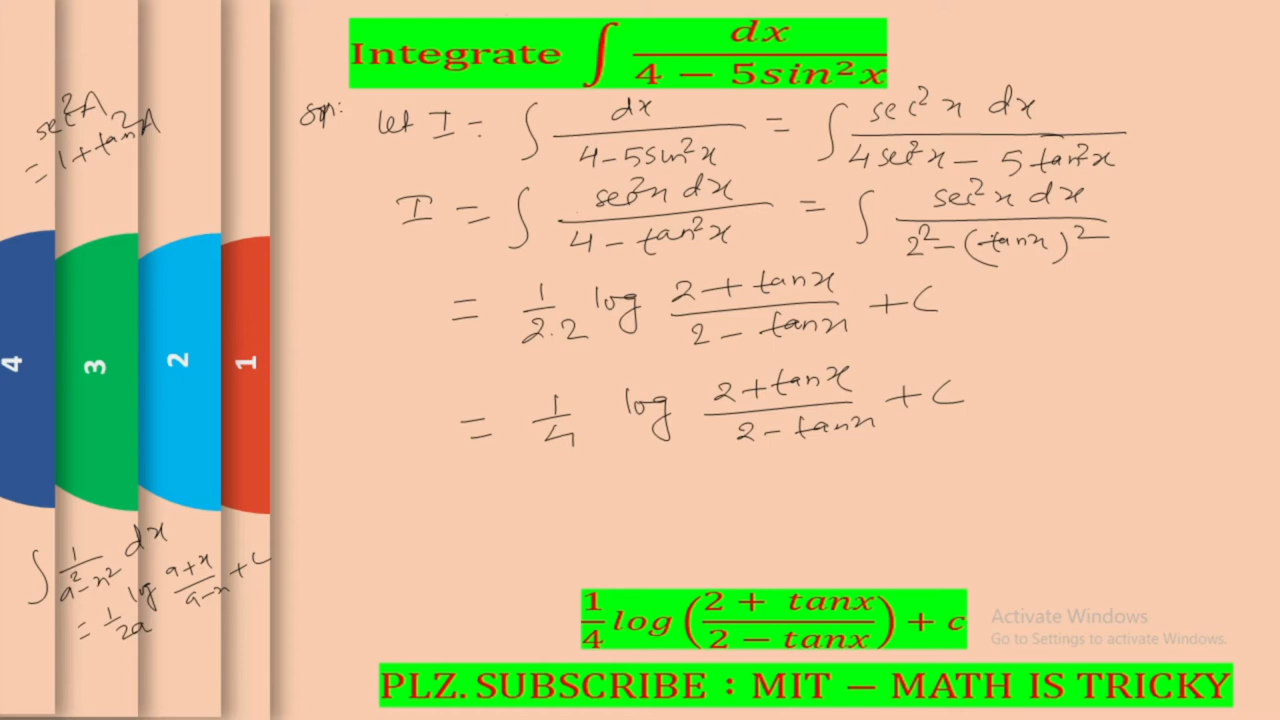 Integrate ∫ dx / (4 − 5sin²x)
sec²A
= 1 + tan²A
Let I = ∫ dx / (4 - 5sin²x) = ∫ sec²x dx / (4sec²x - 5tan²x)
I = ∫ sec²x dx / (4 - tan²x) = ∫ sec²x dx / (2² - (tanx)²)
= 1/2.2 log (2 + tanx)/(2 - tanx) + C
= 1/4 log (2 + tanx)/(2 - tanx) + C
4
3
2
1
∫ 1/(a² - x²) dx
= 1/2a log (a + x)/(a - x) + C
1/4 log ((2 + tanx)/(2 − tanx)) + c
Activate Windows
Go to Settings to activate Windows.
PLZ. SUBSCRIBE : MIT − MATH IS TRICKY